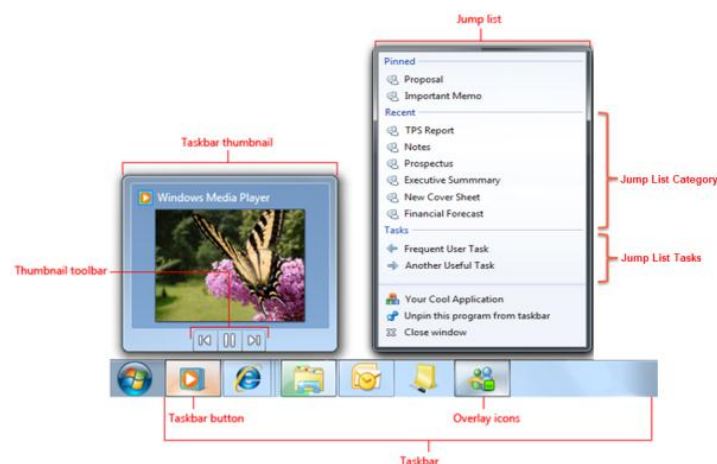 Jump list
Pinned
Proposal
Important Memo
Recent
TPS Report
Notes
Prospectus
Executive Summmary
New Cover Sheet
Financial Forecast
Jump List Category
Tasks
Frequent User Task
Another Useful Task
Jump List Tasks
Your Cool Application
Unpin this program from taskbar
Close window
Taskbar thumbnail
Windows Media Player
Thumbnail toolbar
Taskbar button
Overlay icons
Taskbar